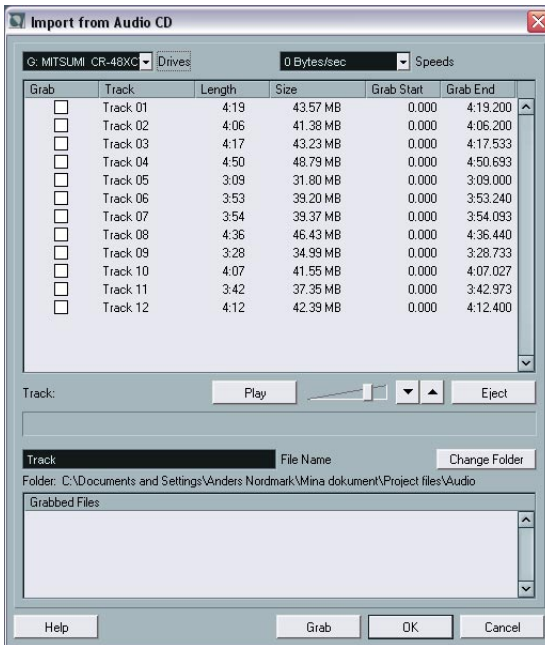 Import from Audio CD
G: MITSUMI CR-48XC Drives 0 Bytes/sec Speeds
Grab Track Length Size Grab Start Grab End
Track 01 4:19 43.57 MB 0.000 4:19.200
Track 02 4:06 41.38 MB 0.000 4:06.200
Track 03 4:17 43.23 MB 0.000 4:17.533
Track 04 4:50 48.79 MB 0.000 4:50.693
Track 05 3:09 31.80 MB 0.000 3:09.000
Track 06 3:53 39.20 MB 0.000 3:53.240
Track 07 3:54 39.37 MB 0.000 3:54.093
Track 08 4:36 46.43 MB 0.000 4:36.440
Track 09 3:28 34.99 MB 0.000 3:28.733
Track 10 4:07 41.55 MB 0.000 4:07.027
Track 11 3:42 37.35 MB 0.000 3:42.973
Track 12 4:12 42.39 MB 0.000 4:12.400
Track: Play Eject
Track File Name Change Folder
Folder: C:\Documents and Settings\Anders Nordmark\Mina dokument\Project files\Audio
Grabbed Files
Help Grab OK Cancel